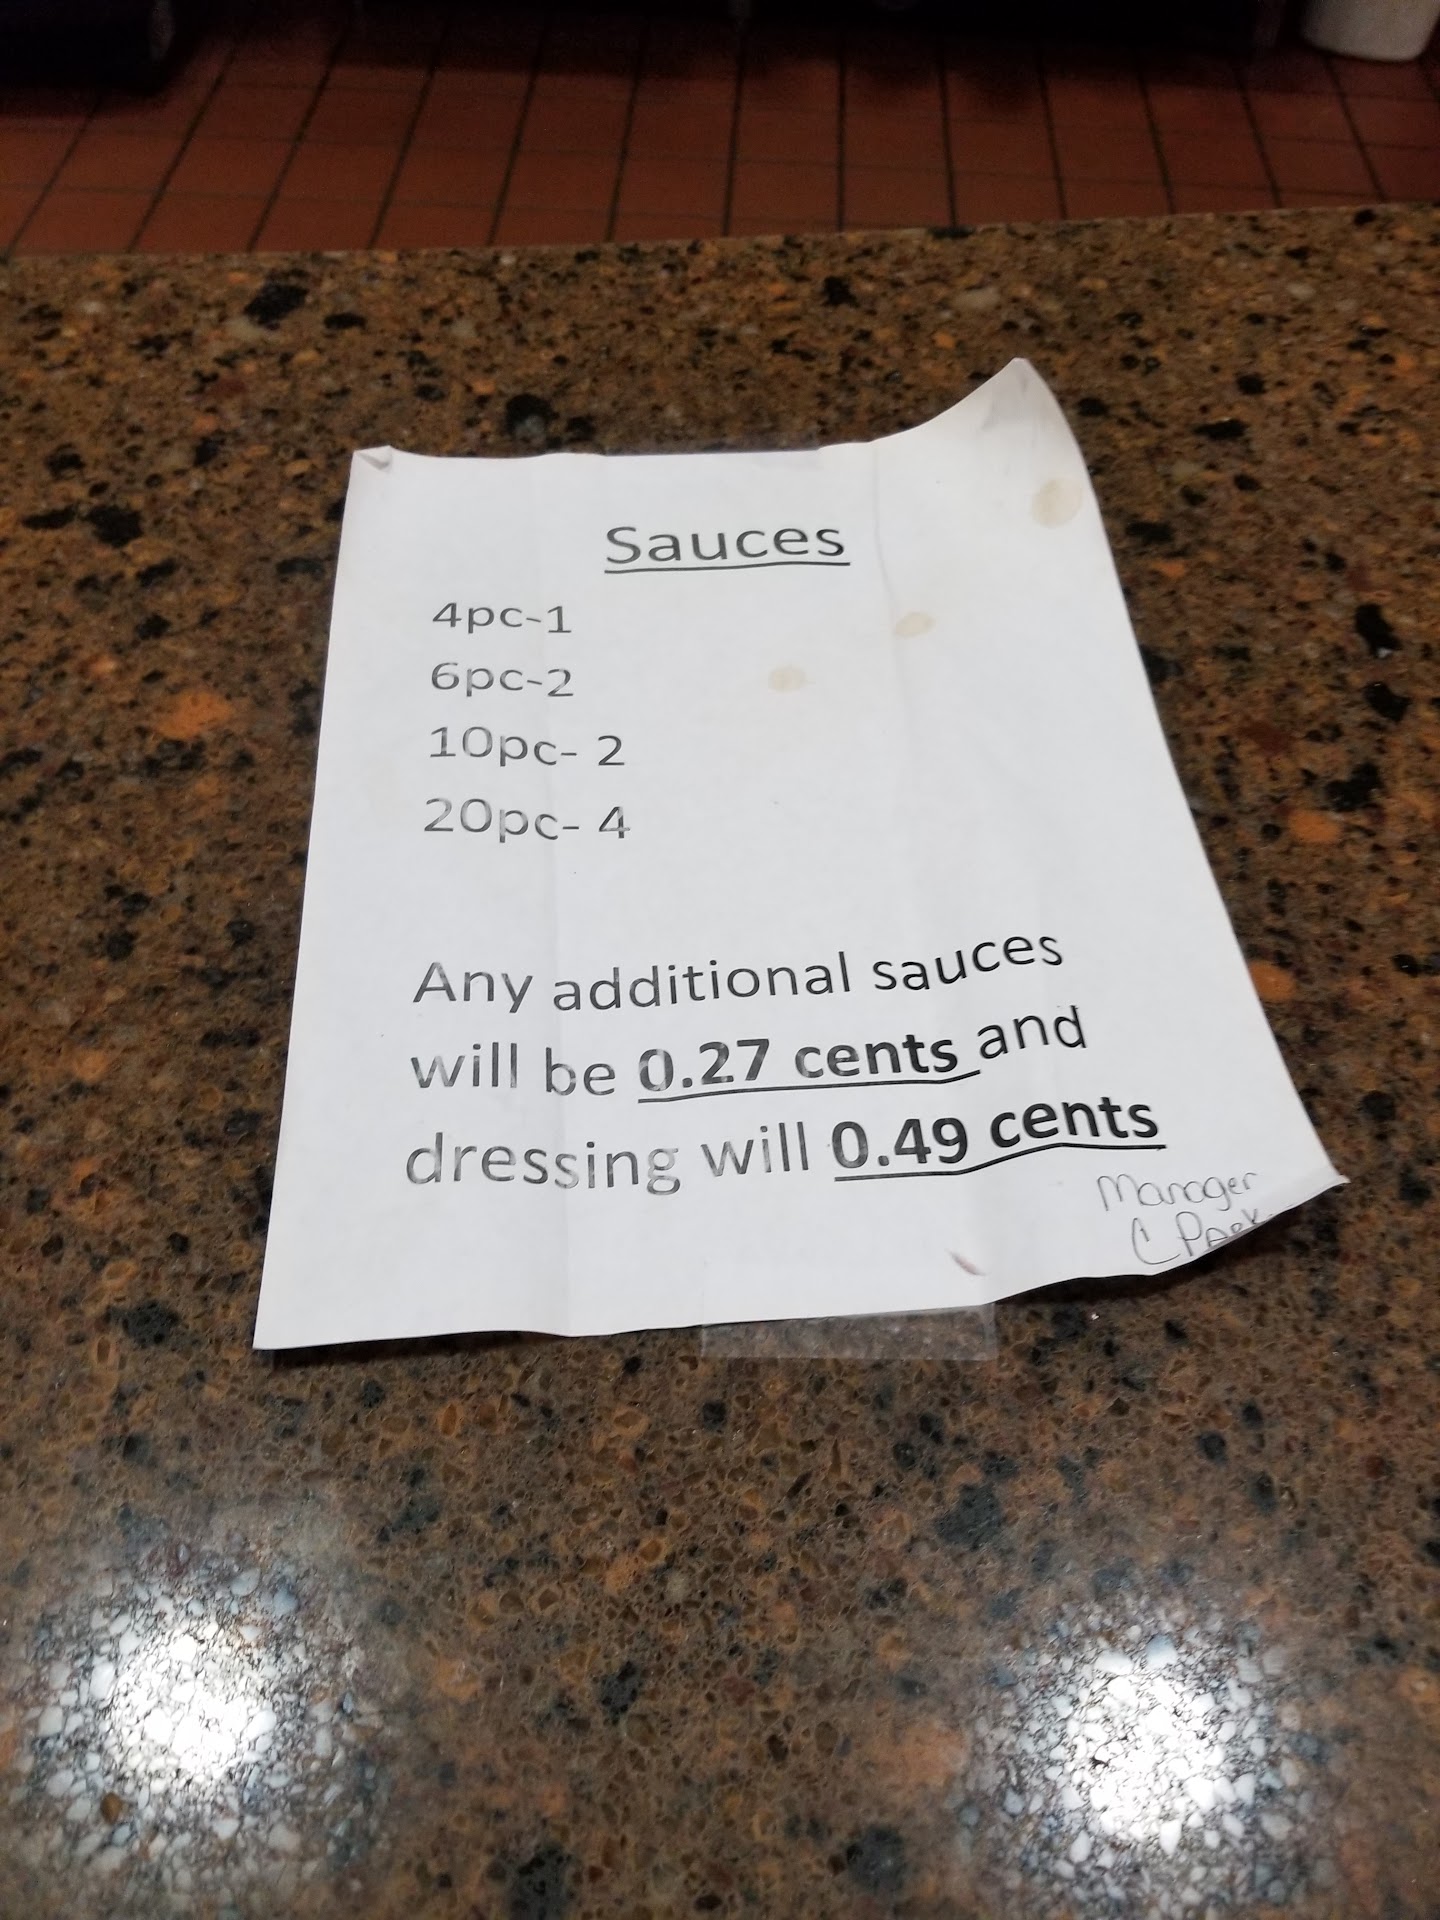 Sauces
4pc-1
6pc-2
10pc- 2
20pc- 4
Any additional sauces
will be 0.27 cents and
dressing will 0.49 cents
Manager
C Park